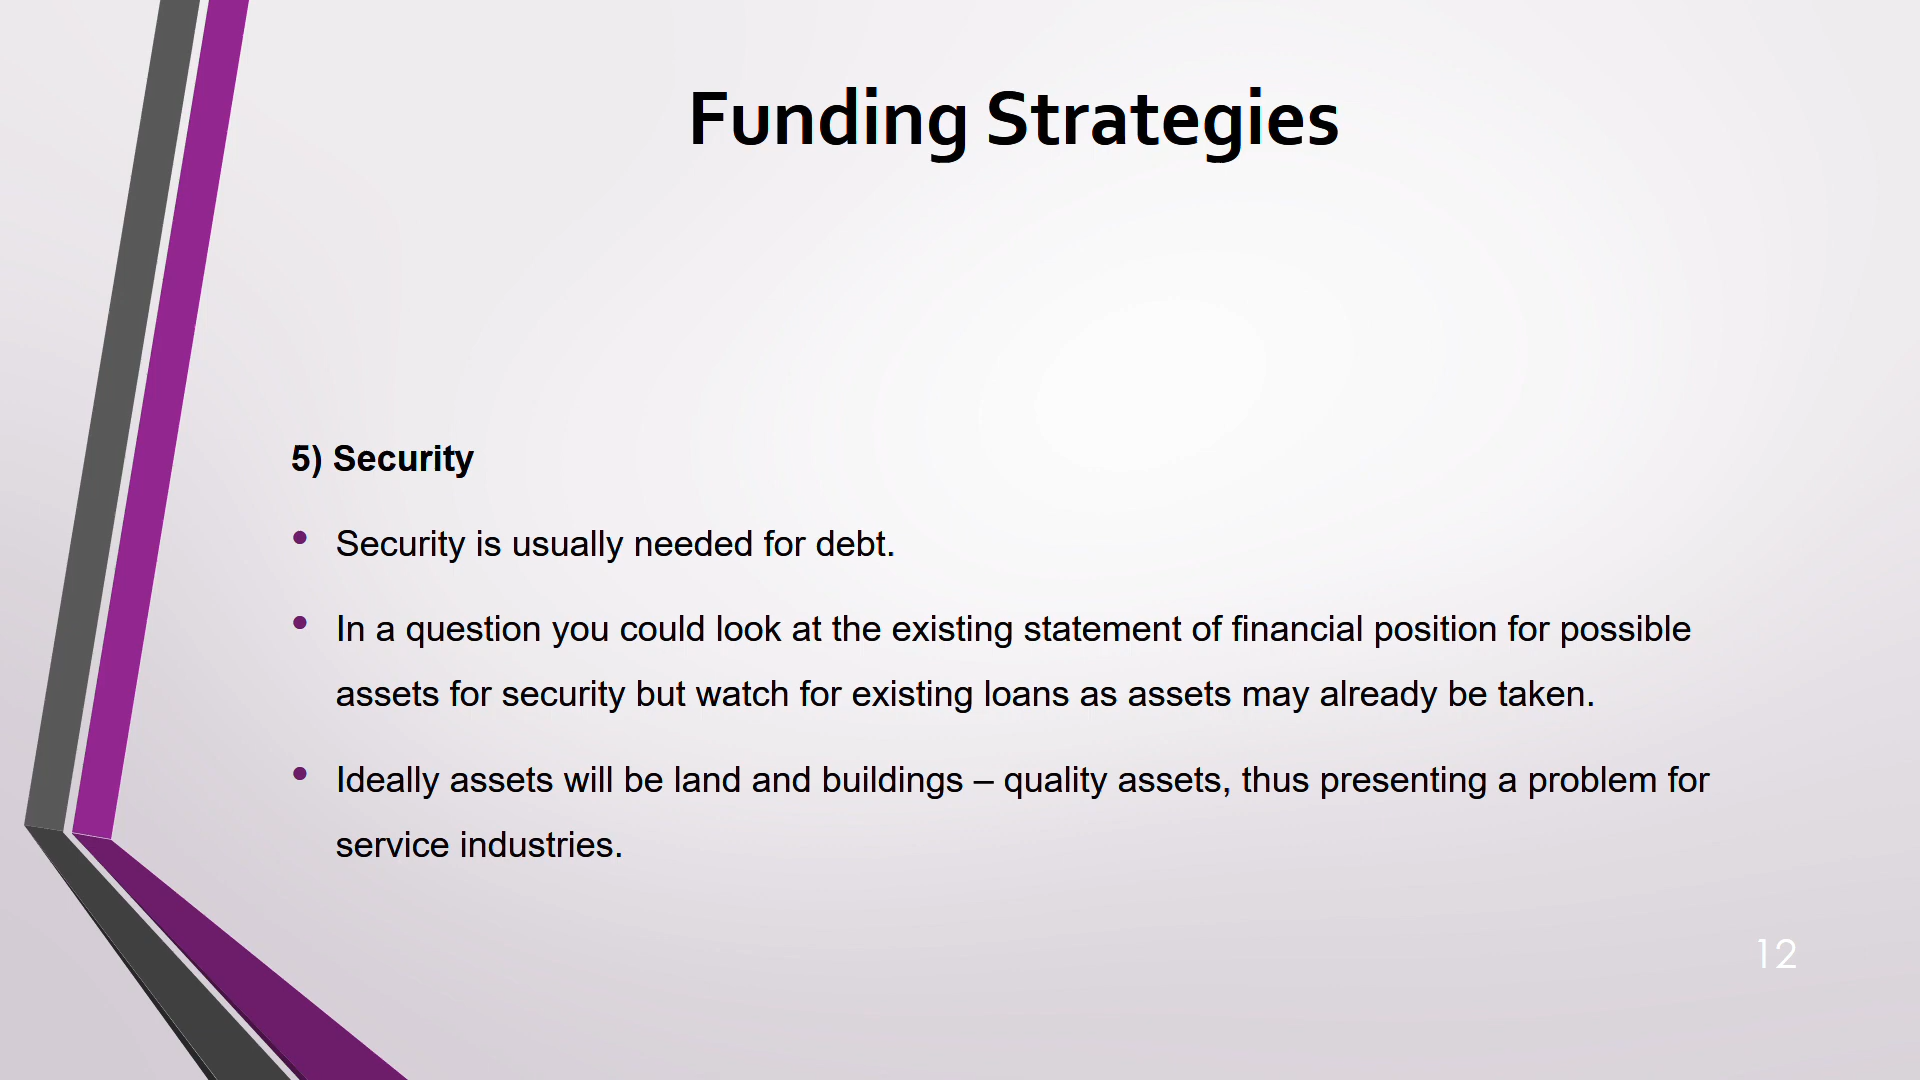 Funding Strategies
5) Security
• Security is usually needed for debt.
• In a question you could look at the existing statement of financial position for possible
assets for security but watch for existing loans as assets may already be taken.
• Ideally assets will be land and buildings – quality assets, thus presenting a problem for
service industries.
12